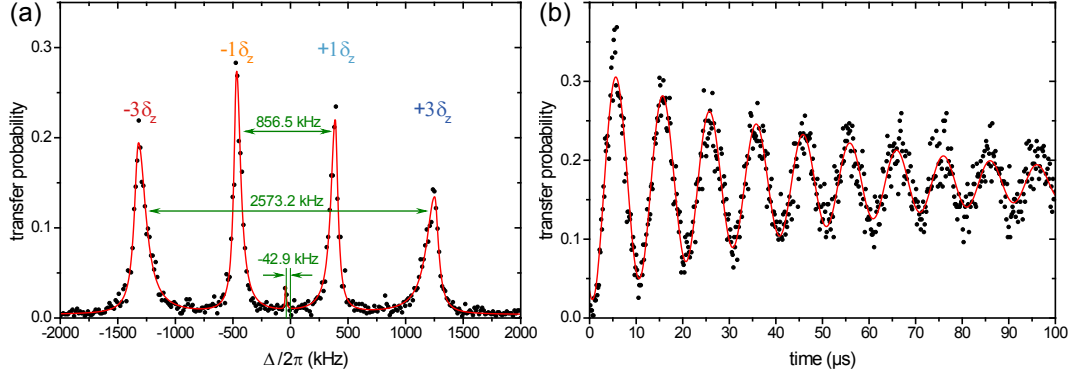 (a)
transfer probability
0.3
0.2
0.1
0.0
-3δz
-1δz
+1δz
+3δz
856.5 kHz
2573.2 kHz
-42.9 kHz
-2000 -1500 -1000 -500 0 500 1000 1500 2000
Δ/2π (kHz)
(b)
transfer probability
0.3
0.2
0.1
0.0
0 10 20 30 40 50 60 70 80 90 100
time (µs)